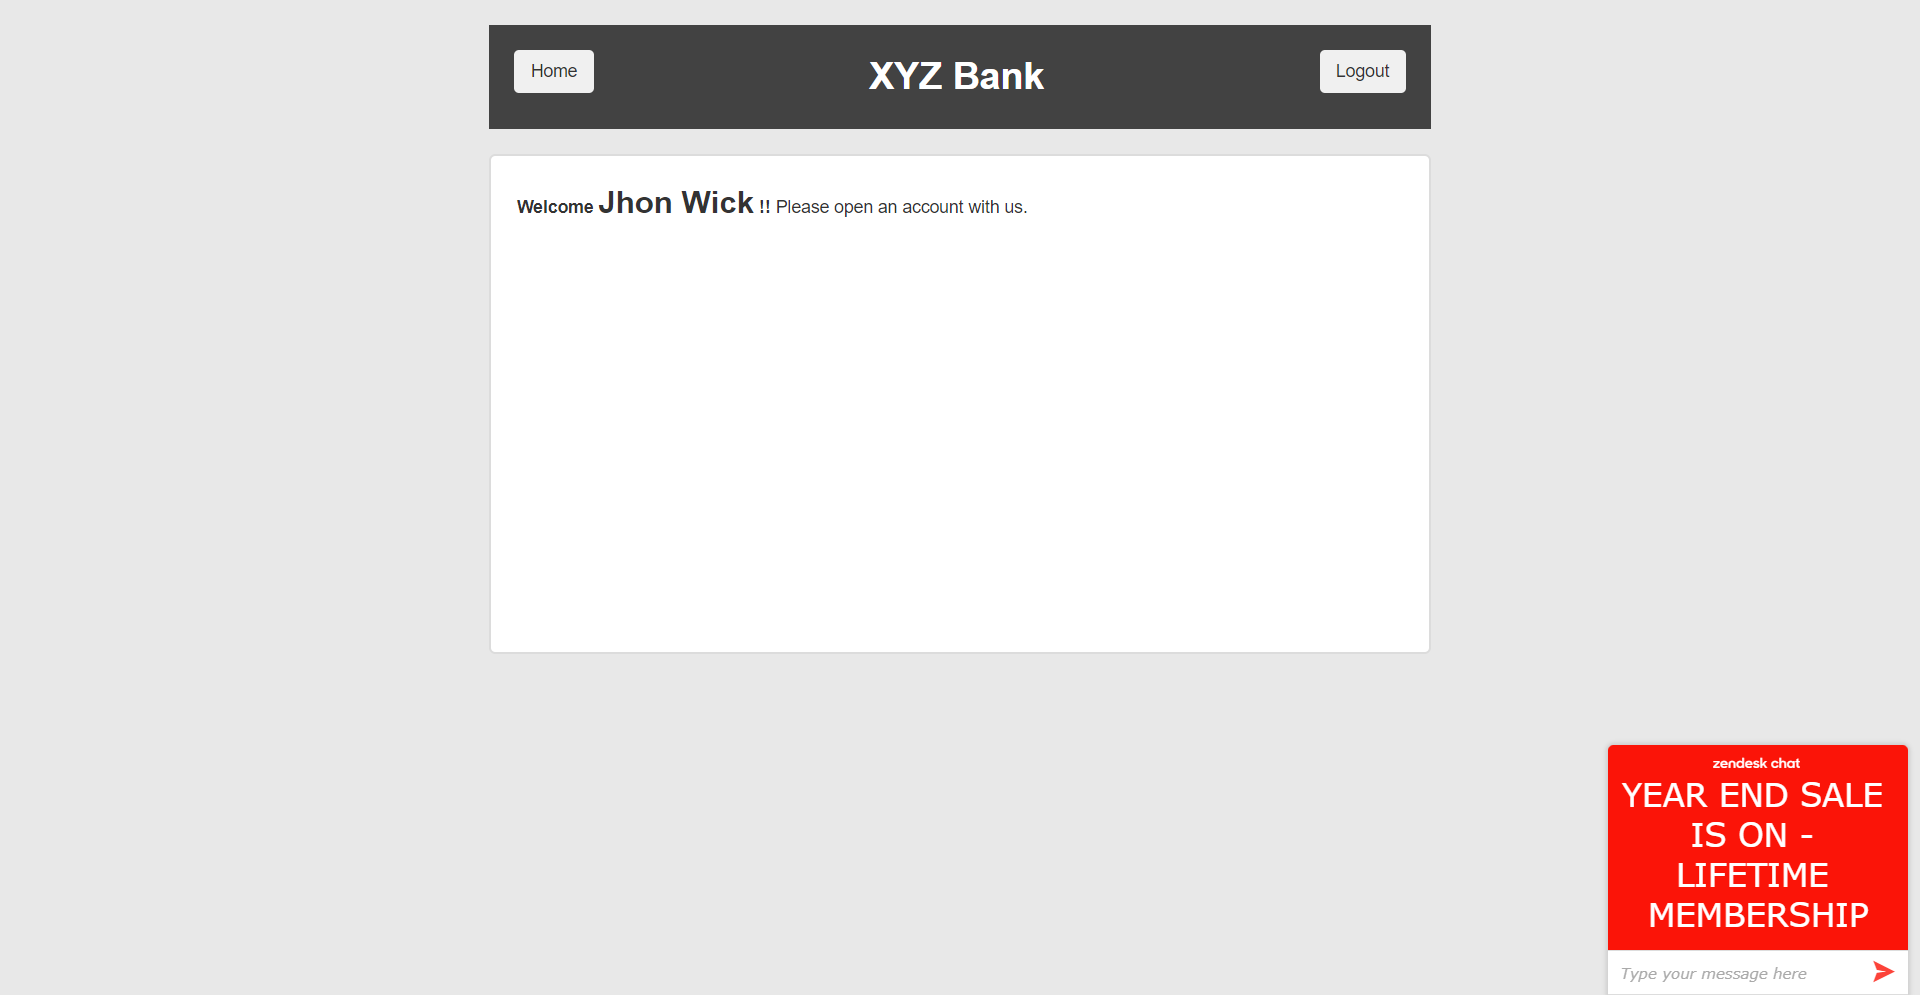 Home
XYZ Bank
Logout
Welcome Jhon Wick !! Please open an account with us.
zendesk chat
YEAR END SALE
IS ON -
LIFETIME
MEMBERSHIP
Type your message here